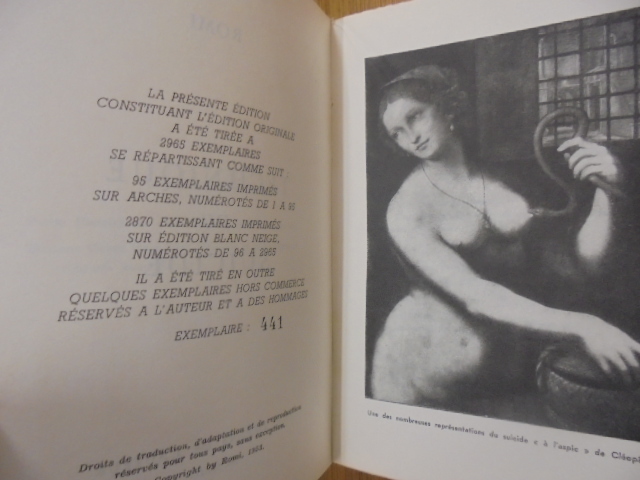 ROMI
LA PRÉSENTE ÉDITION
CONSTITUANT L'ÉDITION ORIGINALE
A ÉTÉ TIRÉE A
2965 EXEMPLAIRES
SE RÉPARTISSANT COMME SUIT :
95 EXEMPLAIRES IMPRIMÉS
SUR ARCHES, NUMÉROTÉS DE 1 A 95
2870 EXEMPLAIRES IMPRIMÉS
SUR ÉDITION BLANC NEIGE,
NUMÉROTÉS DE 96 A 2965
IL A ÉTÉ TIRÉ EN OUTRE
QUELQUES EXEMPLAIRES HORS COMMERCE
RÉSERVÉS A L'AUTEUR ET A DES HOMMAGES
EXEMPLAIRE : 441
Droits de traduction, d'adaptation et de reproduction
réservés pour tous pays, sans exception.
Copyright by Romi,
Une des nombreuses représentations du suicide « à l'aspic » de